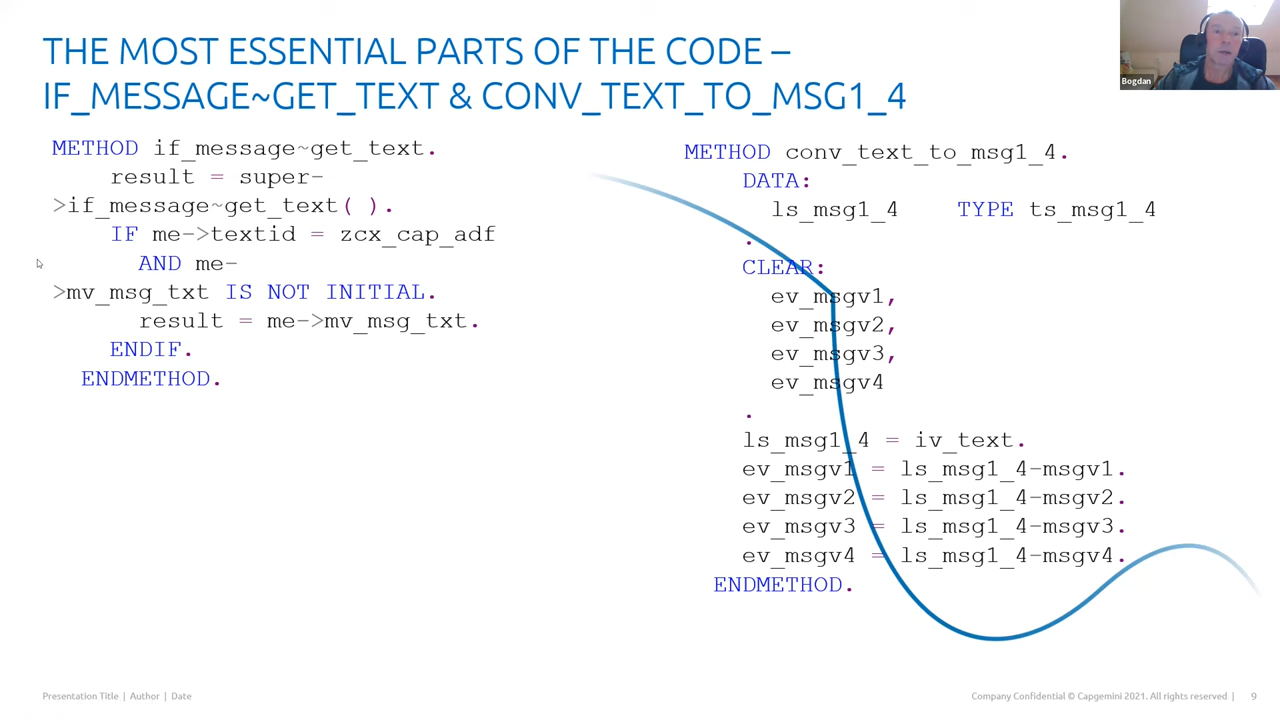 THE MOST ESSENTIAL PARTS OF THE CODE –
IF_MESSAGE~GET_TEXT & CONV_TEXT_TO_MSG1_4
Bogdan
METHOD if_message~get_text.
result = super-
>if_message~get_text( ).
IF me->textid = zcx_cap_adf
AND me-
>mv_msg_txt IS NOT INITIAL.
result = me->mv_msg_txt.
ENDIF.
ENDMETHOD.
METHOD conv_text_to_msg1_4.
DATA:
ls_msg1_4 TYPE ts_msg1_4
.
CLEAR:
ev_msgv1,
ev_msgv2,
ev_msgv3,
ev_msgv4
.
ls_msg1_4 = iv_text.
ev_msgv1 = ls_msg1_4-msgv1.
ev_msgv2 = ls_msg1_4-msgv2.
ev_msgv3 = ls_msg1_4-msgv3.
ev_msgv4 = ls_msg1_4-msgv4.
ENDMETHOD.
Presentation Title | Author | Date
Company Confidential © Capgemini 2021. All rights reserved | 9